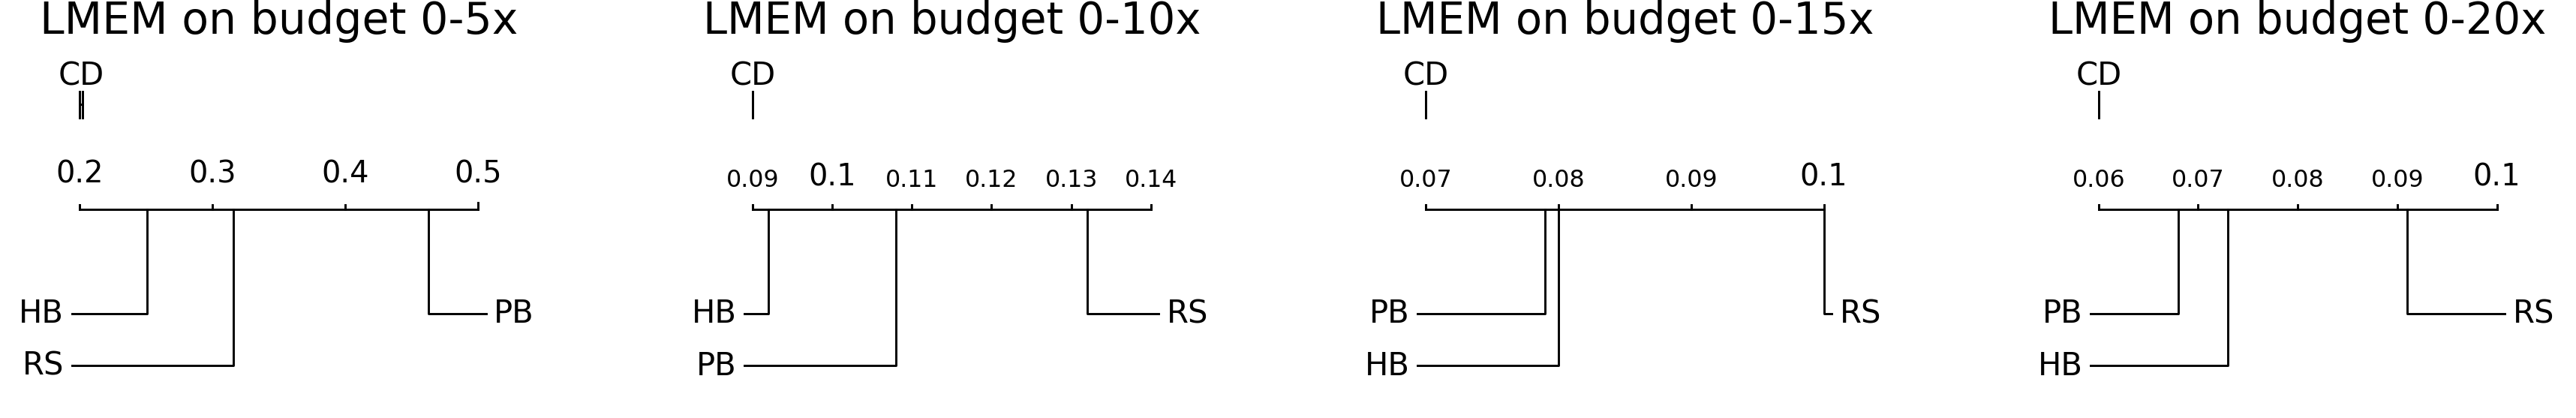 LMEM on budget 0-5x
CD
0.2 0.3 0.4 0.5
HB PB
RS
LMEM on budget 0-10x
CD
0.09 0.1 0.11 0.12 0.13 0.14
HB RS
PB
LMEM on budget 0-15x
CD
0.07 0.08 0.09 0.1
PB RS
HB
LMEM on budget 0-20x
CD
0.06 0.07 0.08 0.09 0.1
PB RS
HB